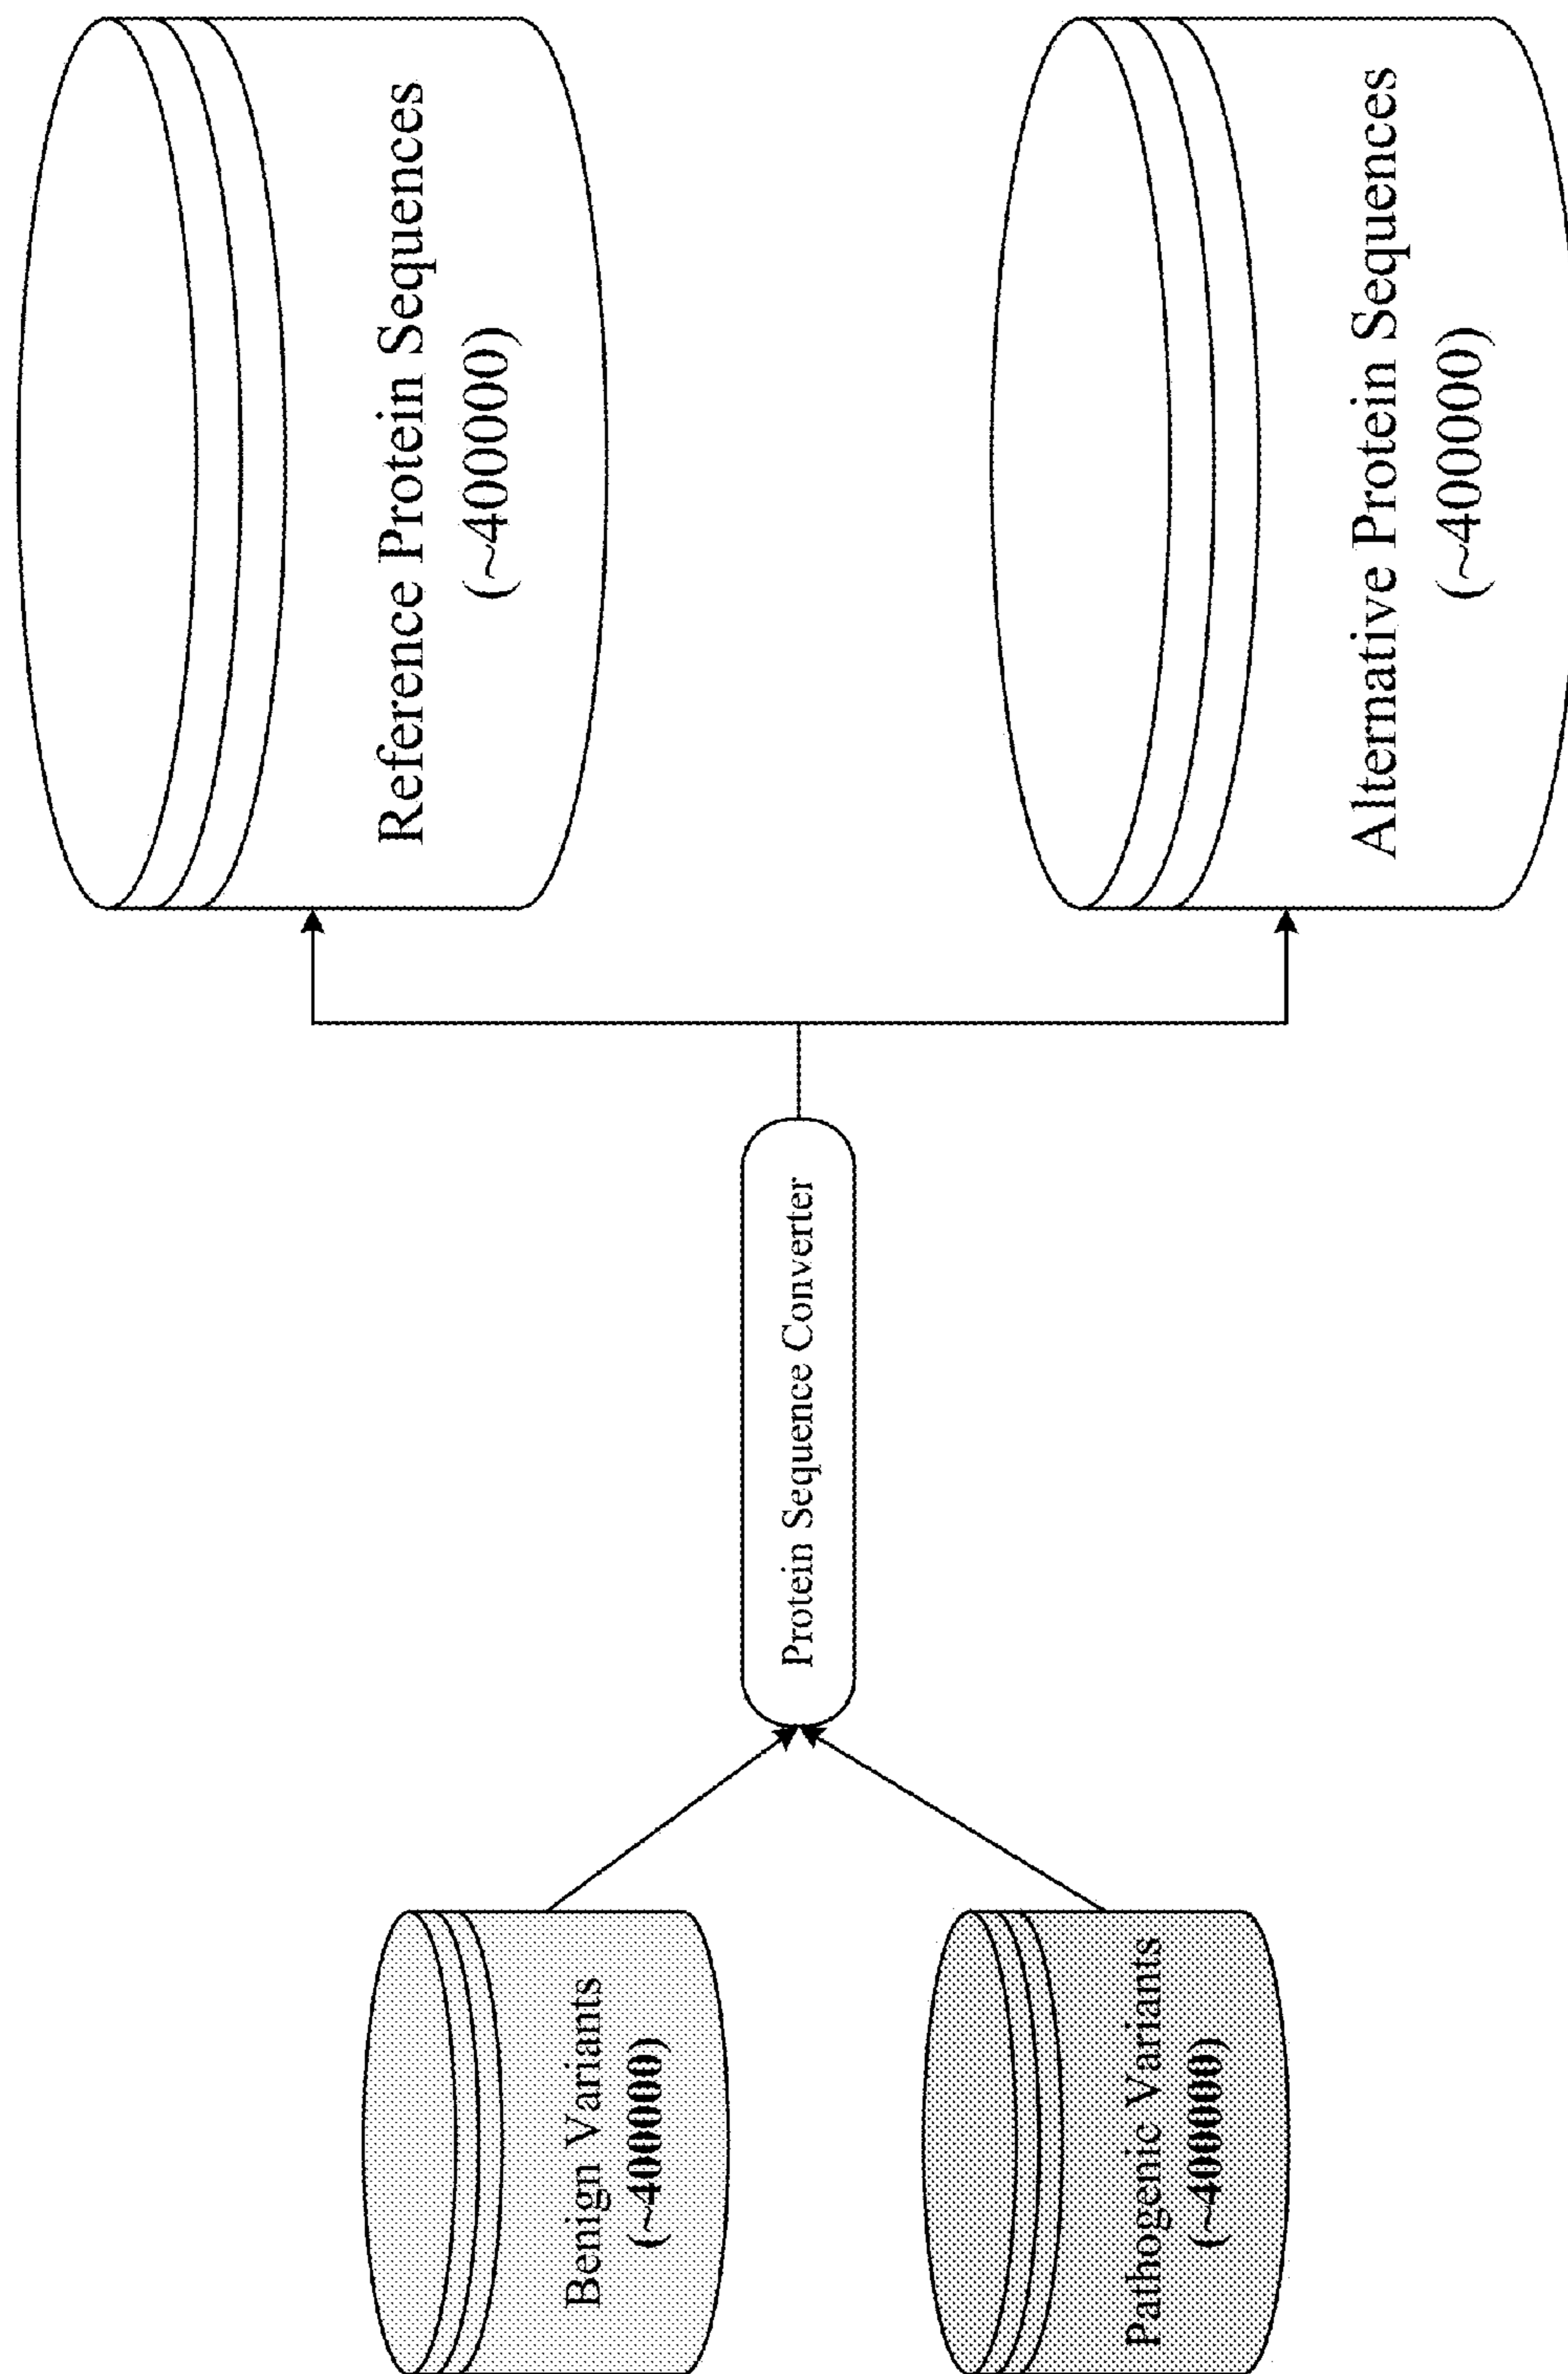 Benign Variants
(~400000)
Pathogenic Variants
(~400000)
Protein Sequence Converter
Reference Protein Sequences
(~400000)
Alternative Protein Sequences
(~400000)